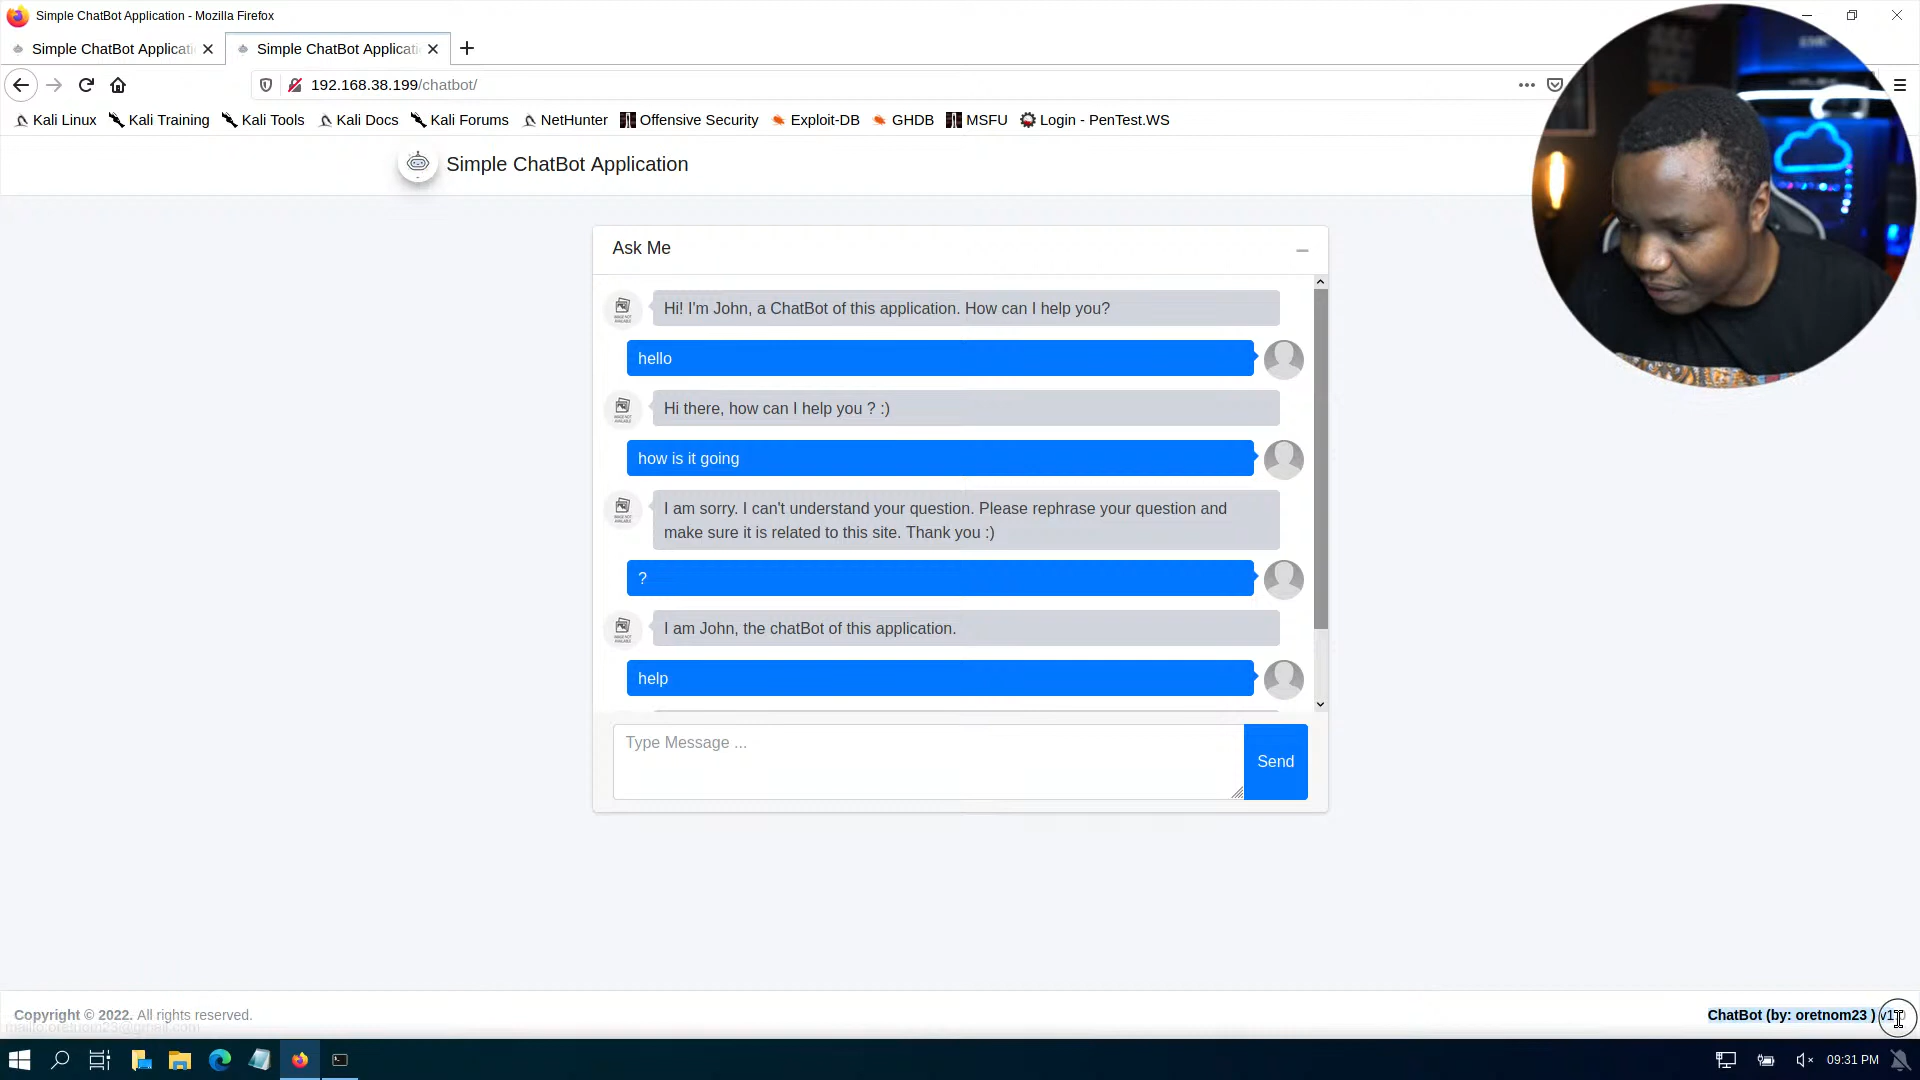 Simple ChatBot Application - Mozilla Firefox
Simple ChatBot Applicati
Simple ChatBot Applicati
192.168.38.199/chatbot/
Kali Linux Kali Training Kali Tools Kali Docs Kali Forums NetHunter Offensive Security Exploit-DB GHDB MSFU Login - PenTest.WS
Simple ChatBot Application
Ask Me
Hi! I'm John, a ChatBot of this application. How can I help you?
hello
Hi there, how can I help you ? :)
how is it going
I am sorry. I can't understand your question. Please rephrase your question and
make sure it is related to this site. Thank you :)
?
I am John, the chatBot of this application.
help
Type Message ...
Send
Copyright © 2022. All rights reserved.
ChatBot (by: oretnom23 )
mailto:oretnom23@gmail.com
09:31 PM